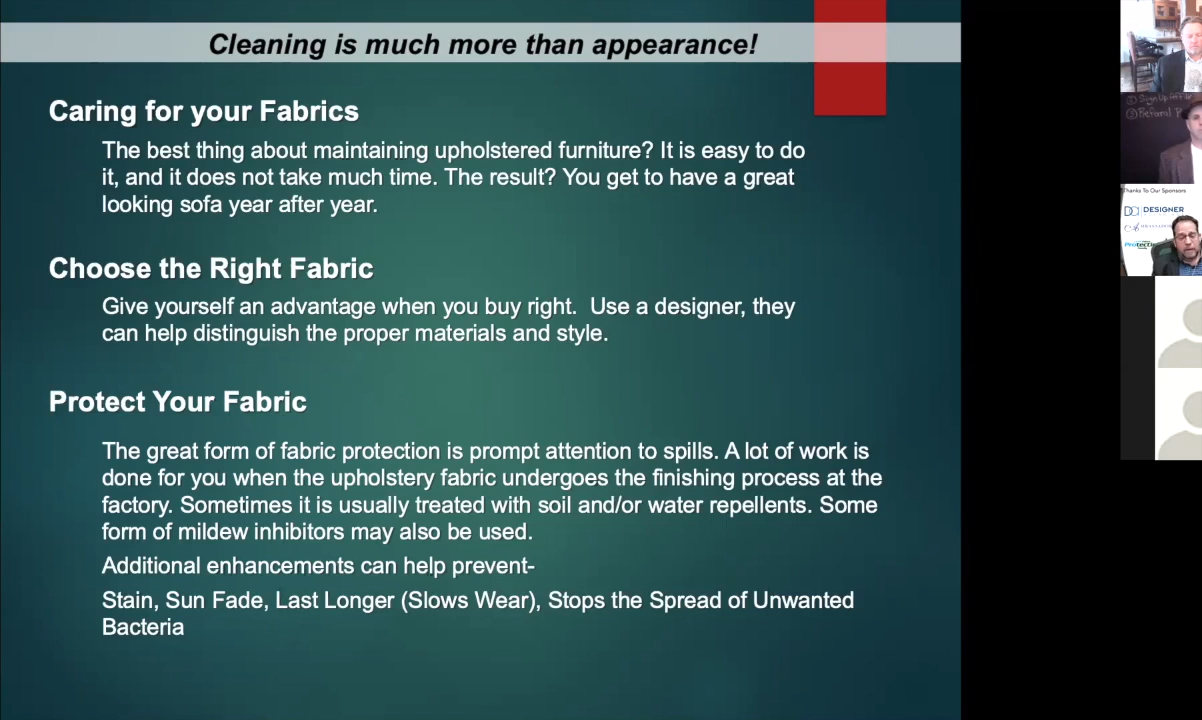 Cleaning is much more than appearance!
Caring for your Fabrics
The best thing about maintaining upholstered furniture? It is easy to do
it, and it does not take much time. The result? You get to have a great
looking sofa year after year.
Choose the Right Fabric
Give yourself an advantage when you buy right.  Use a designer, they
can help distinguish the proper materials and style.
Protect Your Fabric
The great form of fabric protection is prompt attention to spills. A lot of work is
done for you when the upholstery fabric undergoes the finishing process at the
factory. Sometimes it is usually treated with soil and/or water repellents. Some
form of mildew inhibitors may also be used.
Additional enhancements can help prevent-
Stain, Sun Fade, Last Longer (Slows Wear), Stops the Spread of Unwanted
Bacteria
Thanks To Our Sponsors
DESIGNER